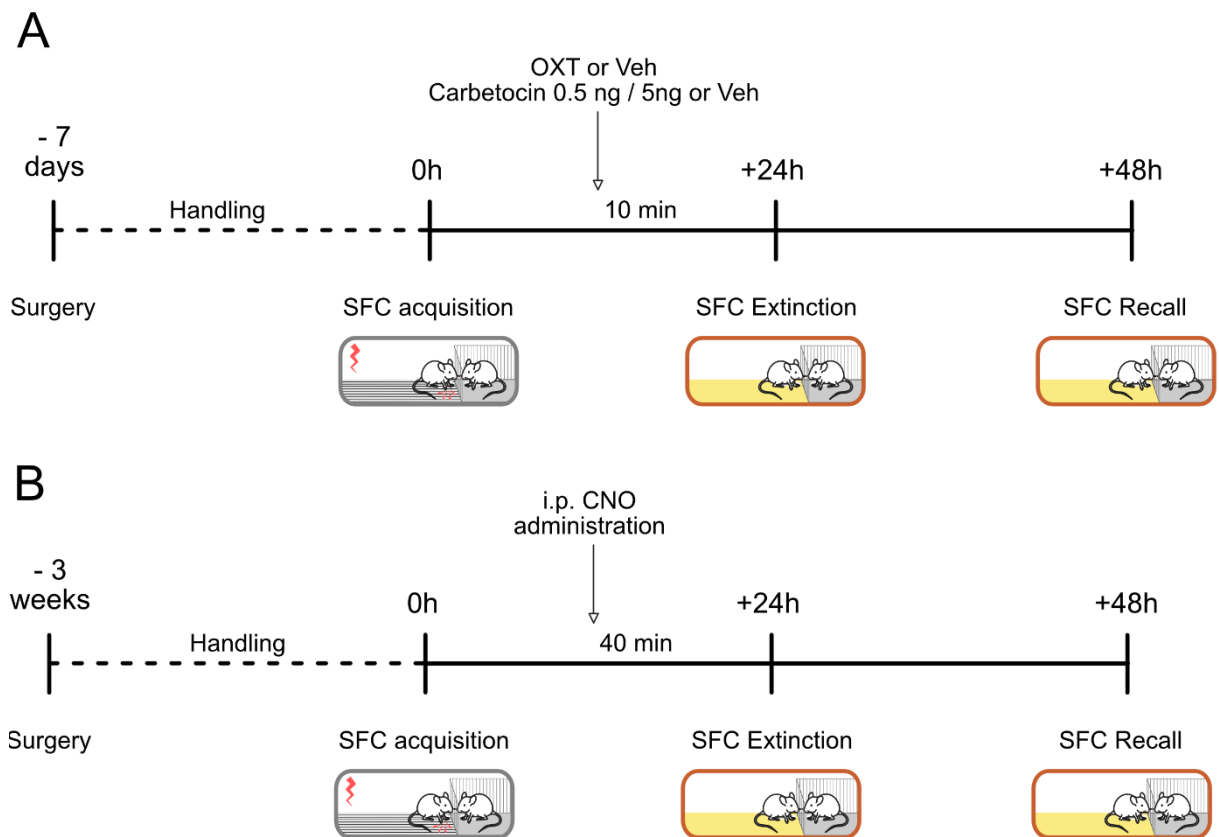 A
OXT or Veh
Carbetocin 0.5 ng / 5ng or Veh
- 7
days
0h
+24h
+48h
Handling
10 min
Surgery
SFC acquisition
SFC Extinction
SFC Recall
B
i.p. CNO
administration
- 3
weeks
0h
+24h
+48h
Handling
40 min
Surgery
SFC acquisition
SFC Extinction
SFC Recall